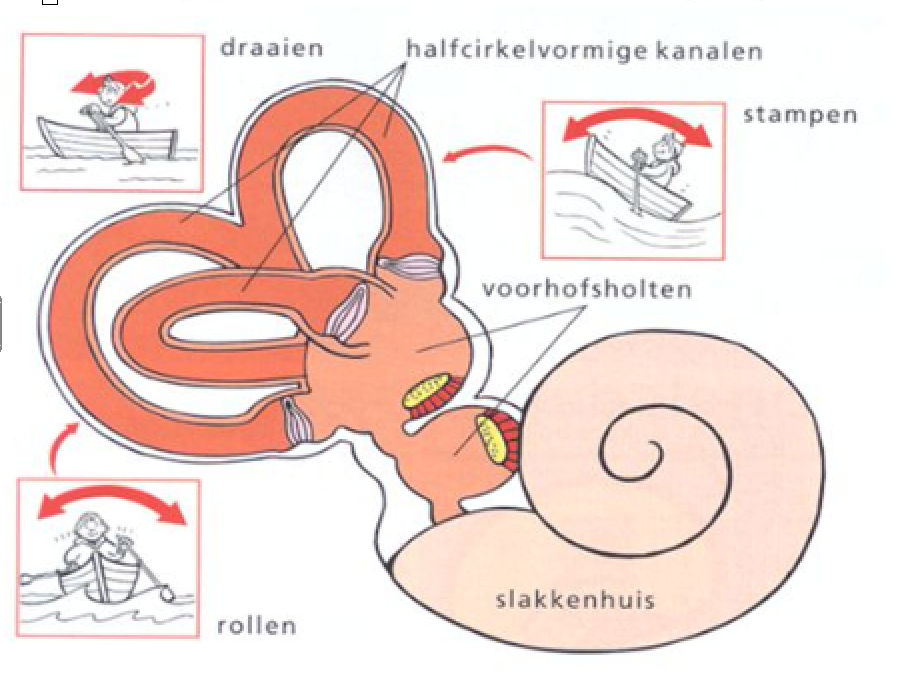 draaien
halfcirkelvormige kanalen
stampen
voorhofsholten
slakkenhuis
rollen